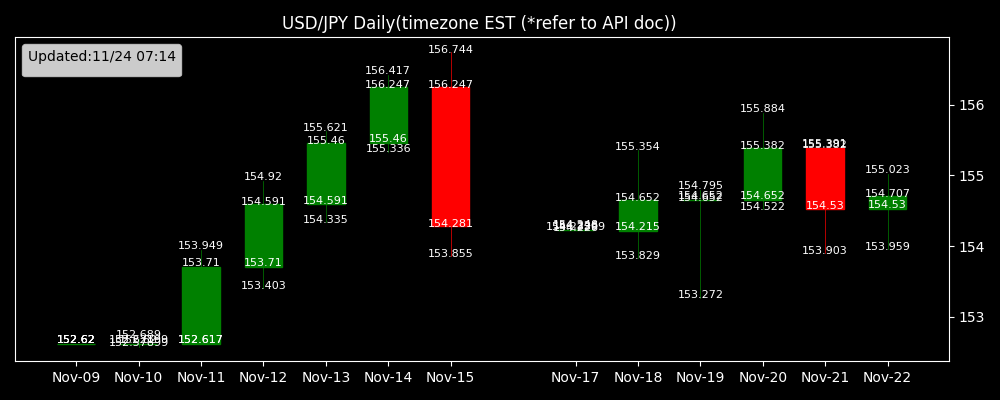 USD/JPY Daily(timezone EST (*refer to API doc))
Updated:11/24 07:14
156.744
156.417
156.247
156.247
156
155.884
155.621
155.46
155.46
155.336
155.354
155.382
155.391
155
155.023
154.92
154.591
154.591
154.795
154.652
154.652
154.652
154.707
154.522
154.53
154.53
154.335
154.281
154.215
154
153.949
153.855
153.829
153.903
153.959
153.71
153.71
153.403
153.272
153
152.689
152.62
152.617
Nov-09
Nov-10
Nov-11
Nov-12
Nov-13
Nov-14
Nov-15
Nov-17
Nov-18
Nov-19
Nov-20
Nov-21
Nov-22